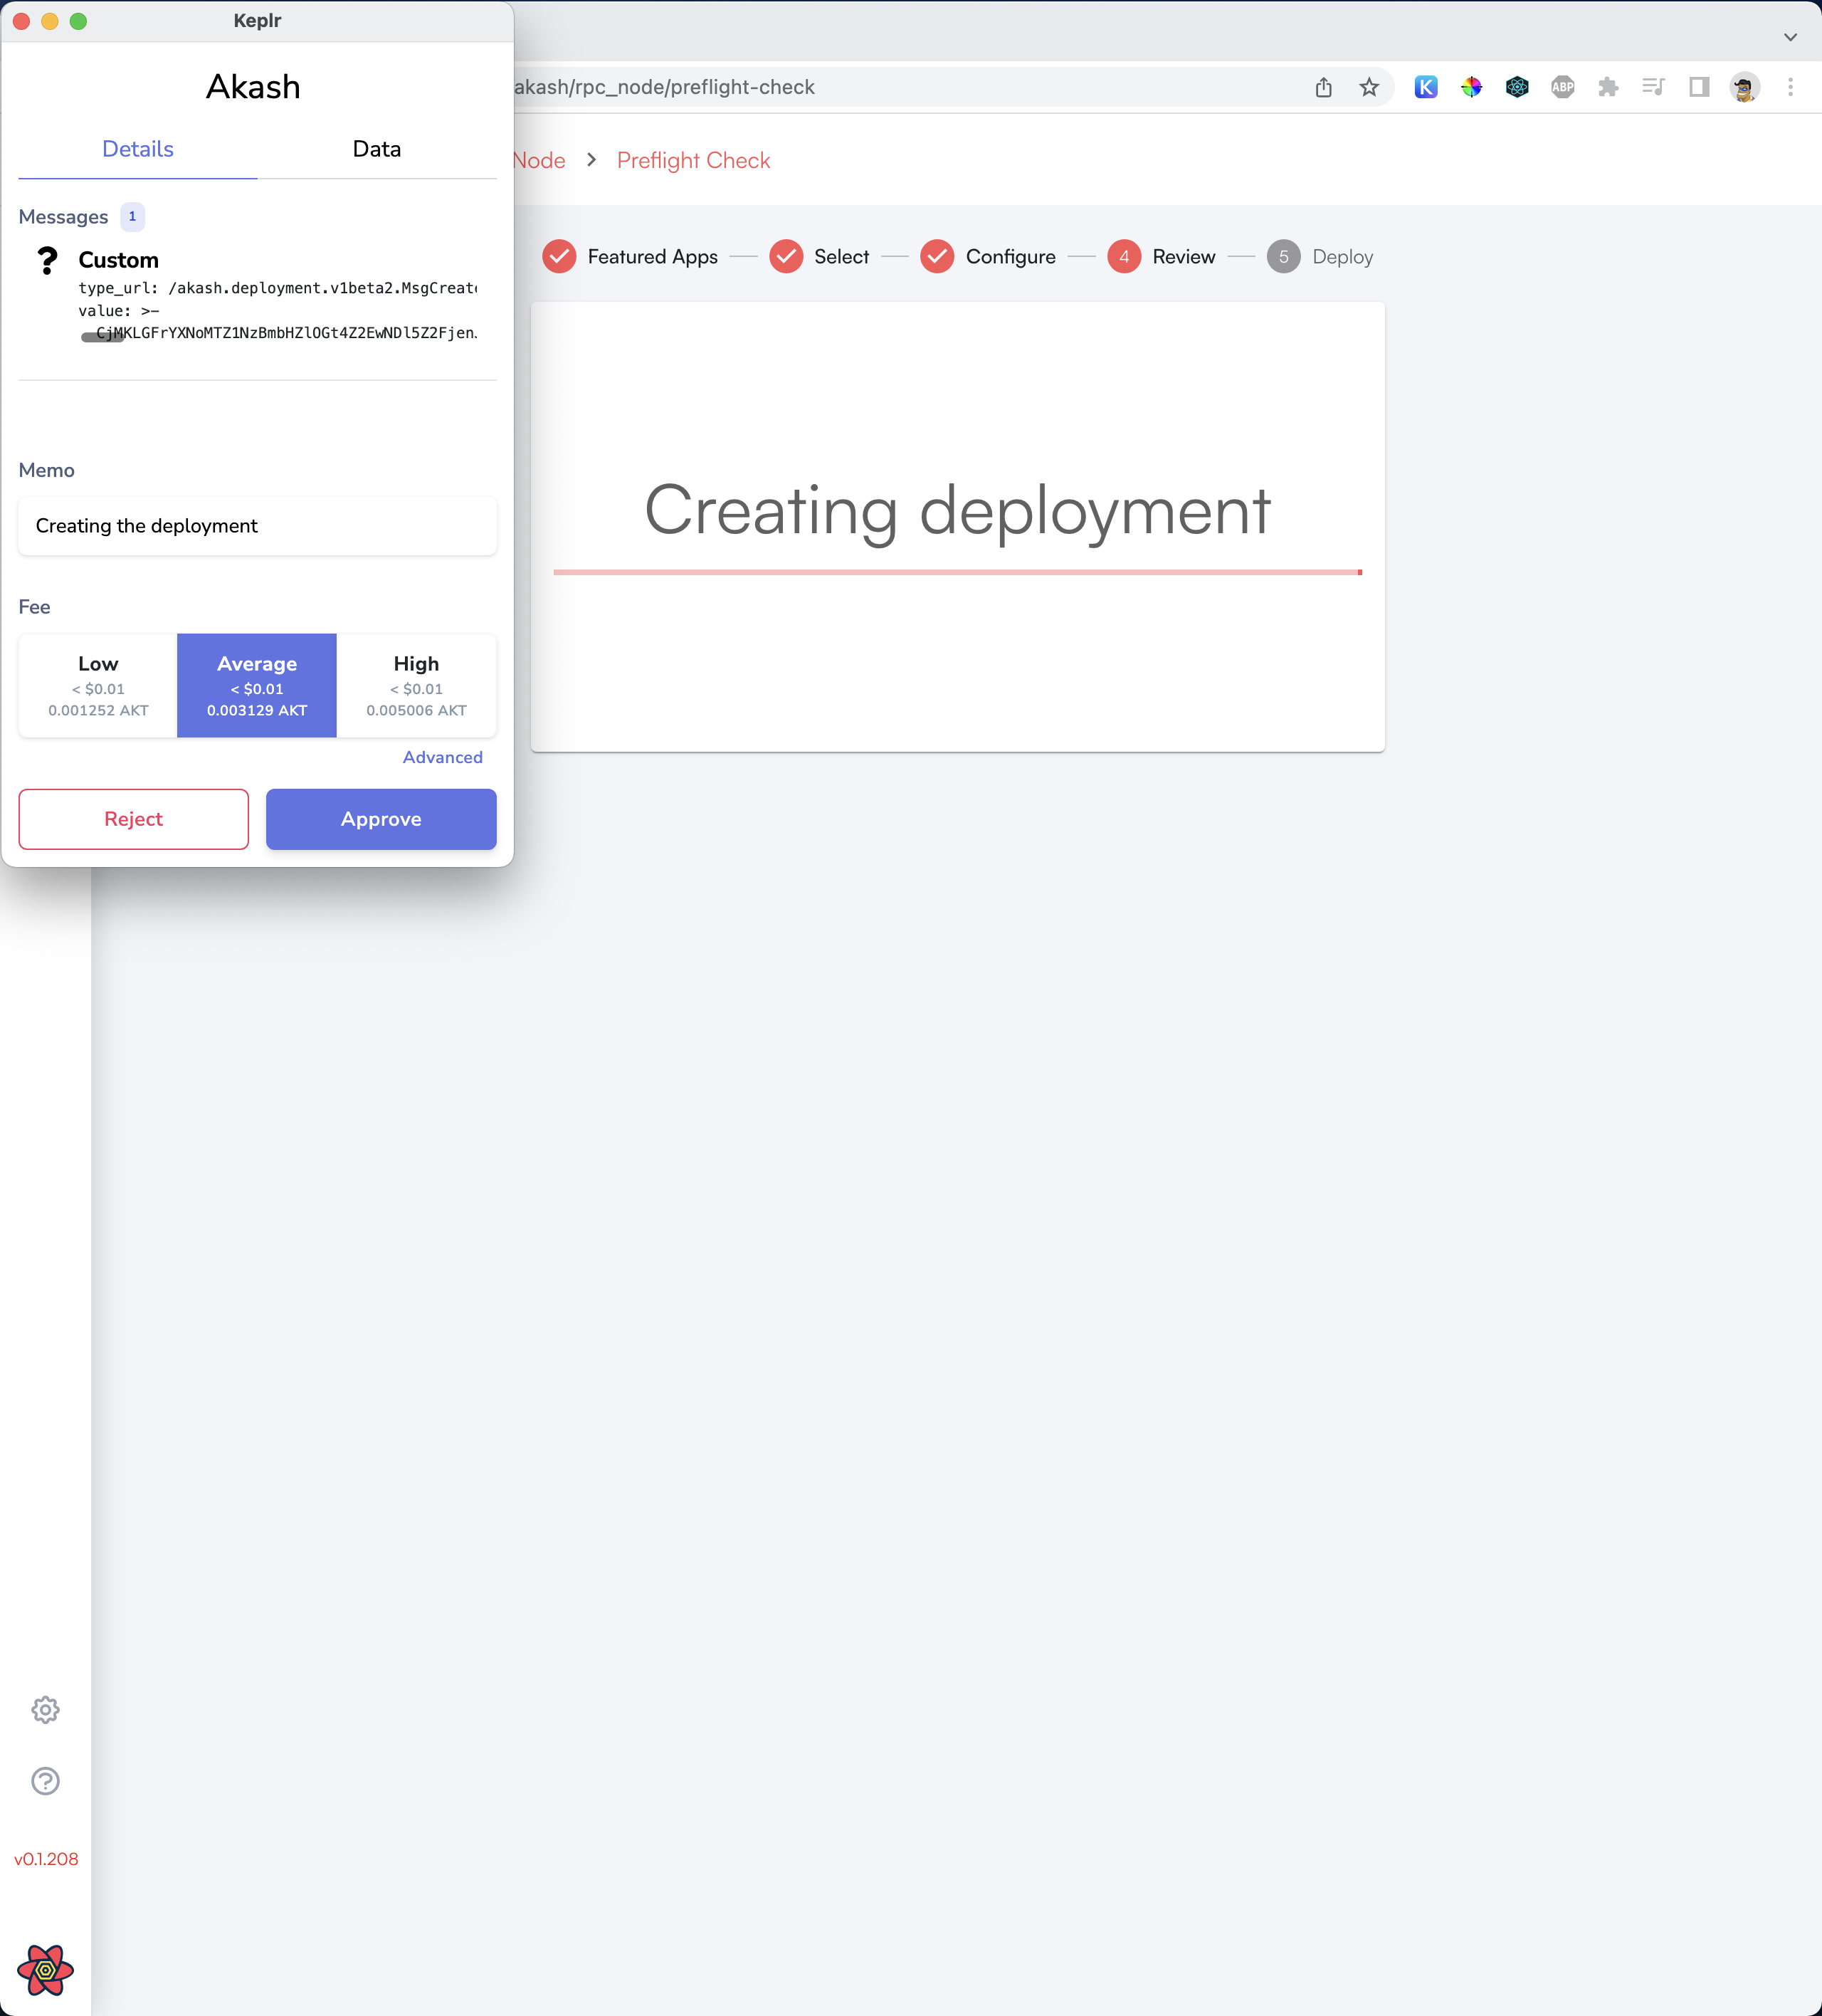 Keplr
Akash
Details
Data
Messages 1
Custom
type_url: /akash.deployment.v1beta2.MsgCreate
value: >-
CjMKLGFrYXNoMTZ1NzBmbHZlOGt4Z2EwNDl5Z2Fjen
Memo
Creating the deployment
Fee
Low
< $0.01
0.001252 AKT
Average
< $0.01
0.003129 AKT
High
< $0.01
0.005006 AKT
Advanced
Reject
Approve
akash/rpc_node/preflight-check
K
ABP
Node > Preflight Check
Featured Apps
Select
Configure
4 Review
5 Deploy
Creating deployment
v0.1.208